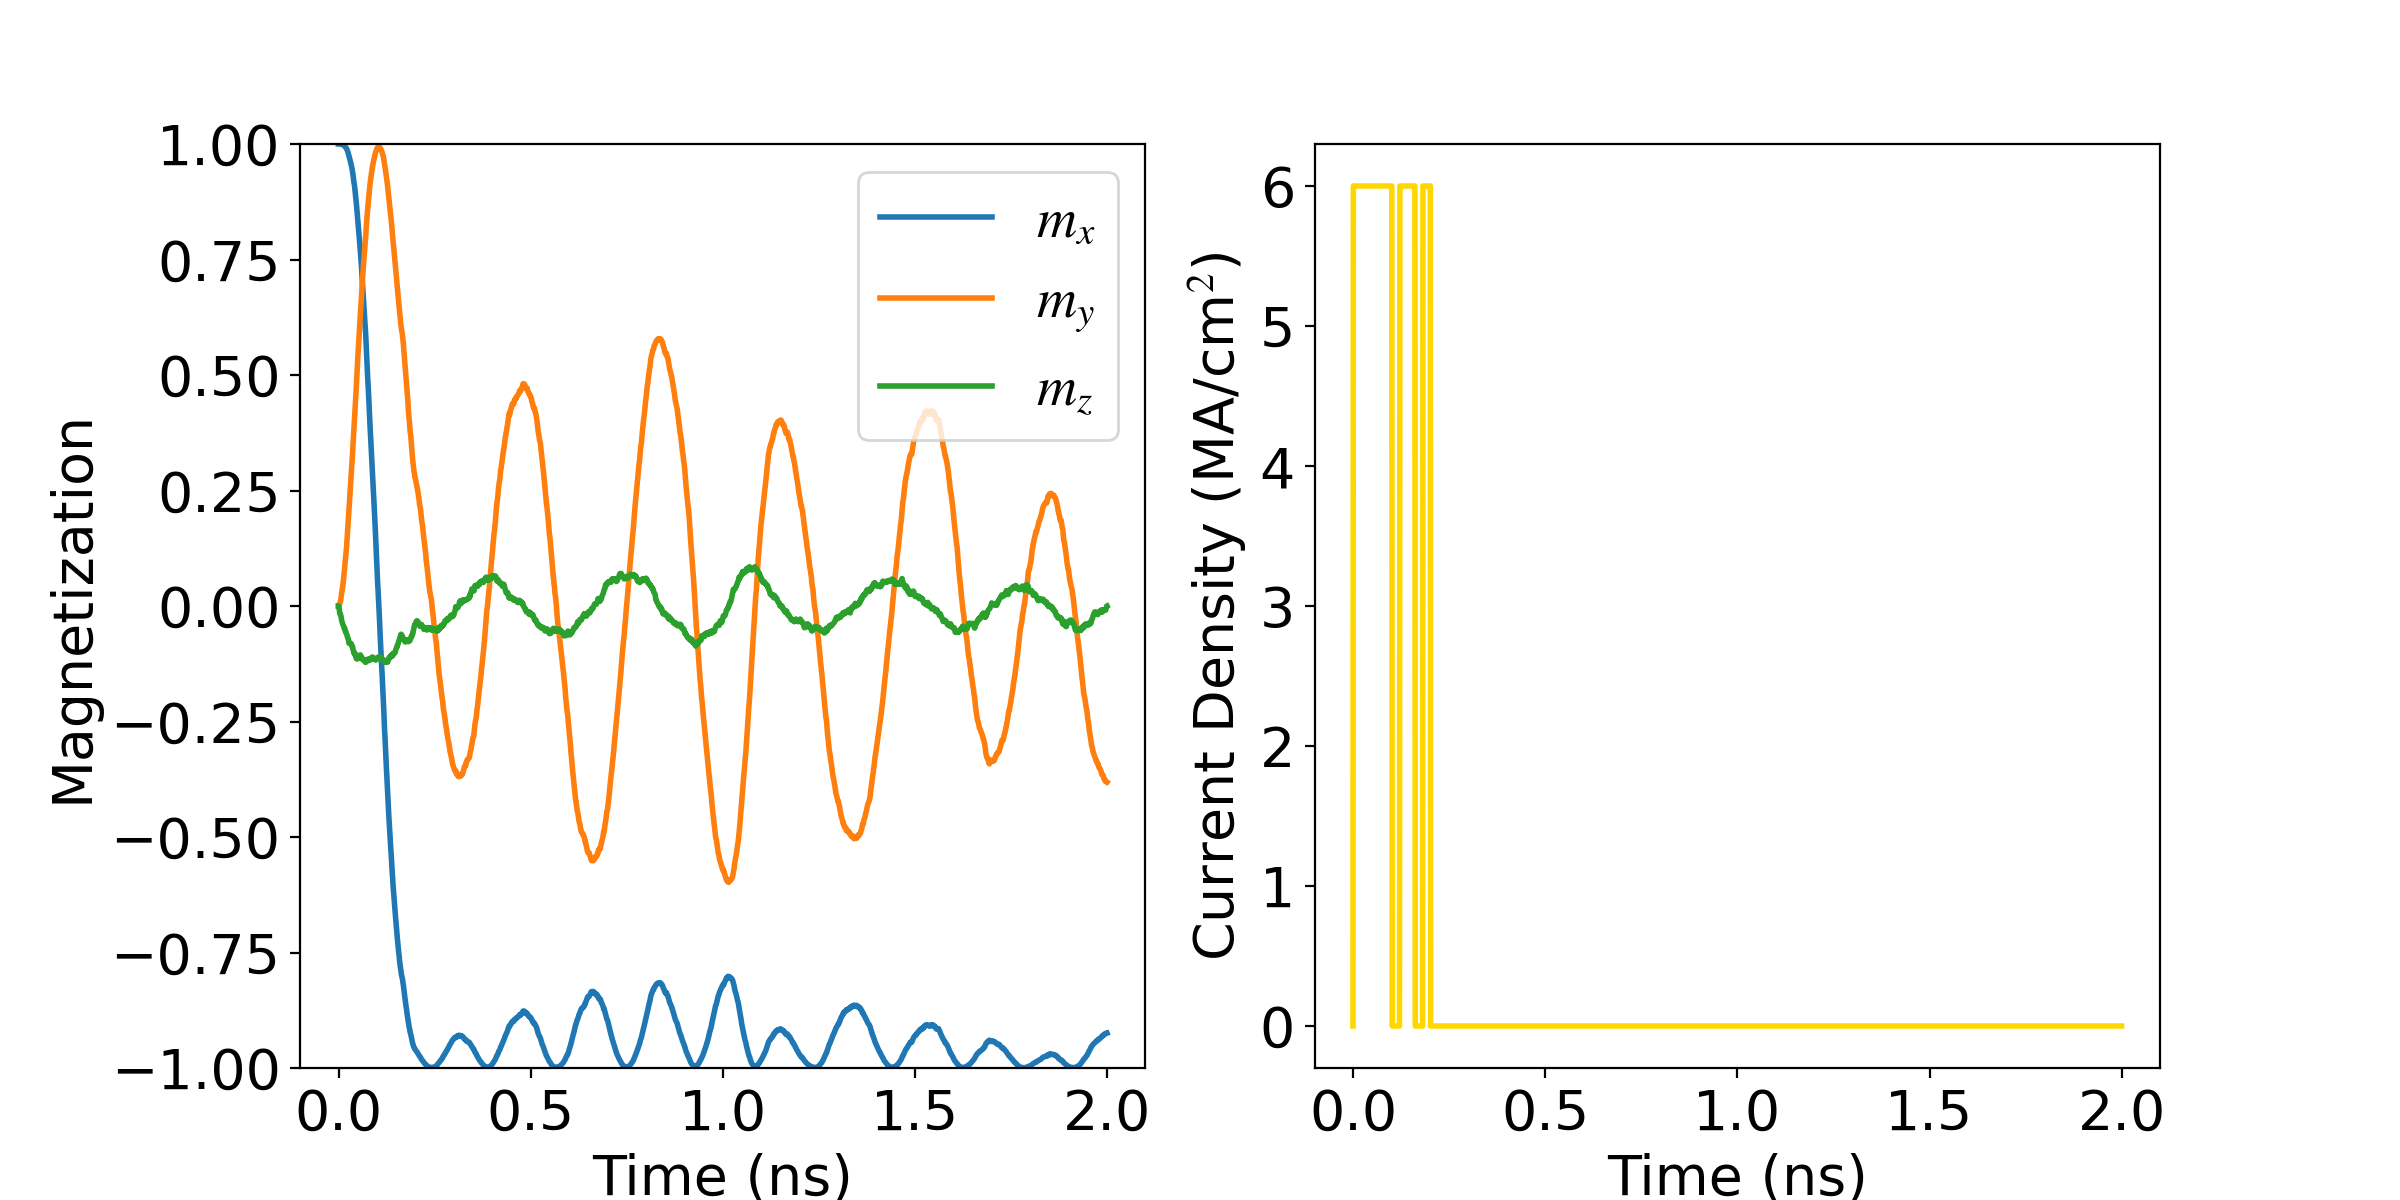 Magnetization
1.00
0.75
0.50
0.25
0.00
−0.25
−0.50
−0.75
−1.00
0.0 0.5 1.0 1.5 2.0
Time (ns)
m_x
m_y
m_z
Current Density (MA/cm²)
6
5
4
3
2
1
0
0.0 0.5 1.0 1.5 2.0
Time (ns)